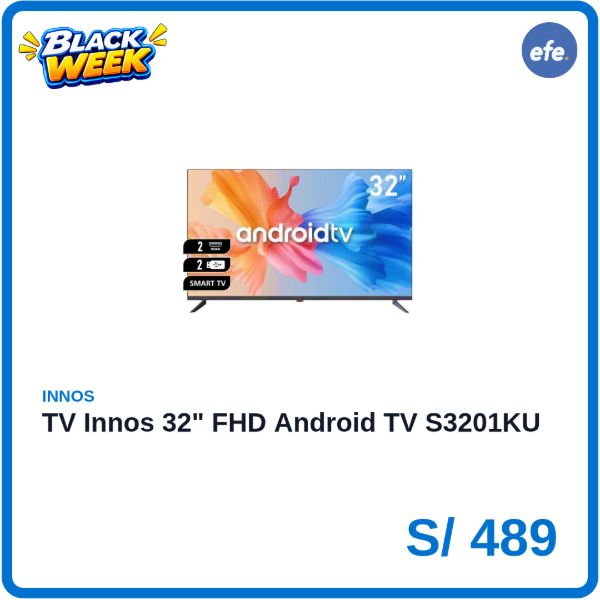 BLACK
WEEK
efe.
32"
androidtv
2
2
SMART TV
INNOS
TV Innos 32" FHD Android TV S3201KU
S/ 489